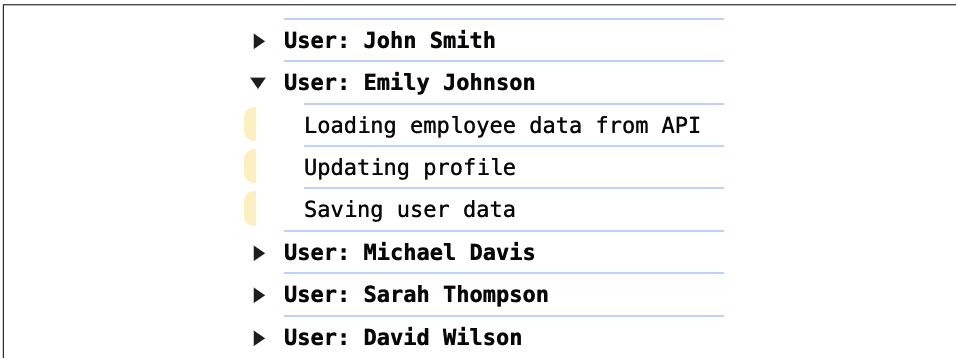 User: John Smith
User: Emily Johnson
Loading employee data from API
Updating profile
Saving user data
User: Michael Davis
User: Sarah Thompson
User: David Wilson